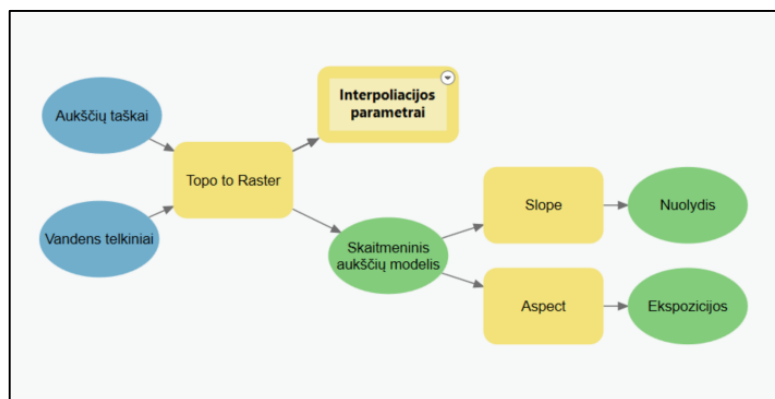 Aukščių taškai
Vandens telkiniai
Topo to Raster
Interpoliacijos
parametrai
Skaitmeninis
aukščių modelis
Slope
Nuolydis
Aspect
Ekspozicijos